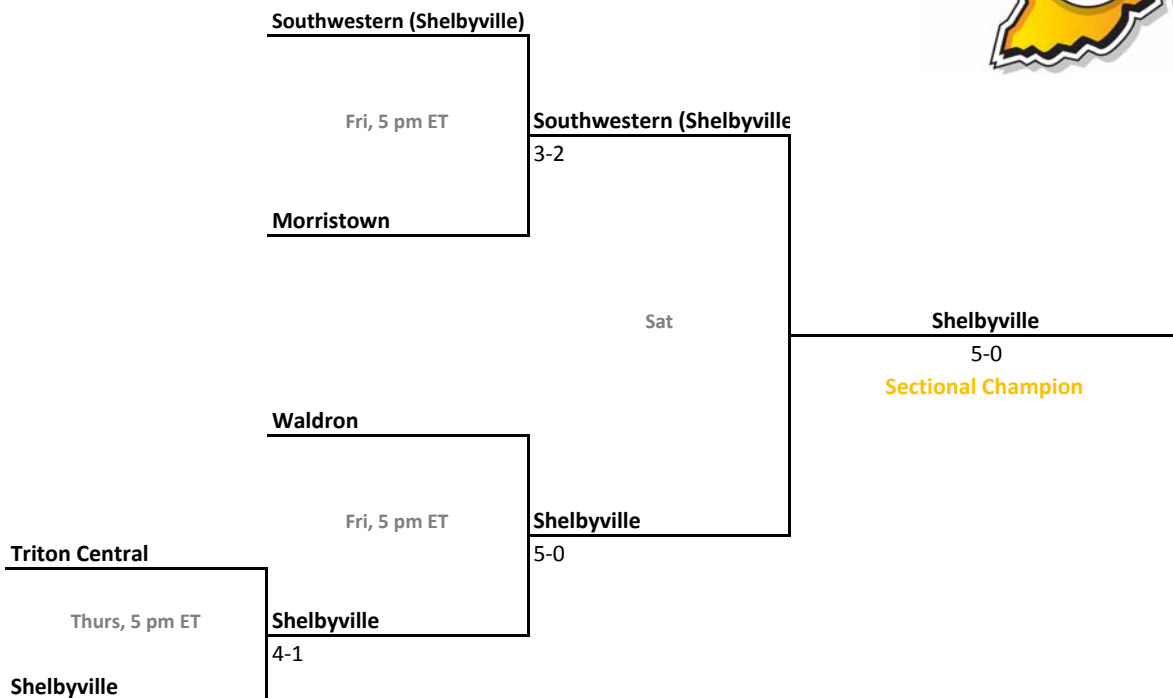 Southwestern (Shelbyville)
Fri, 5 pm ET
Southwestern (Shelbyville
3-2
Morristown
Sat
Shelbyville
5-0
Sectional Champion
Waldron
Fri, 5 pm ET
Shelbyville
5-0
Triton Central
Thurs, 5 pm ET
Shelbyville
4-1
Shelbyville